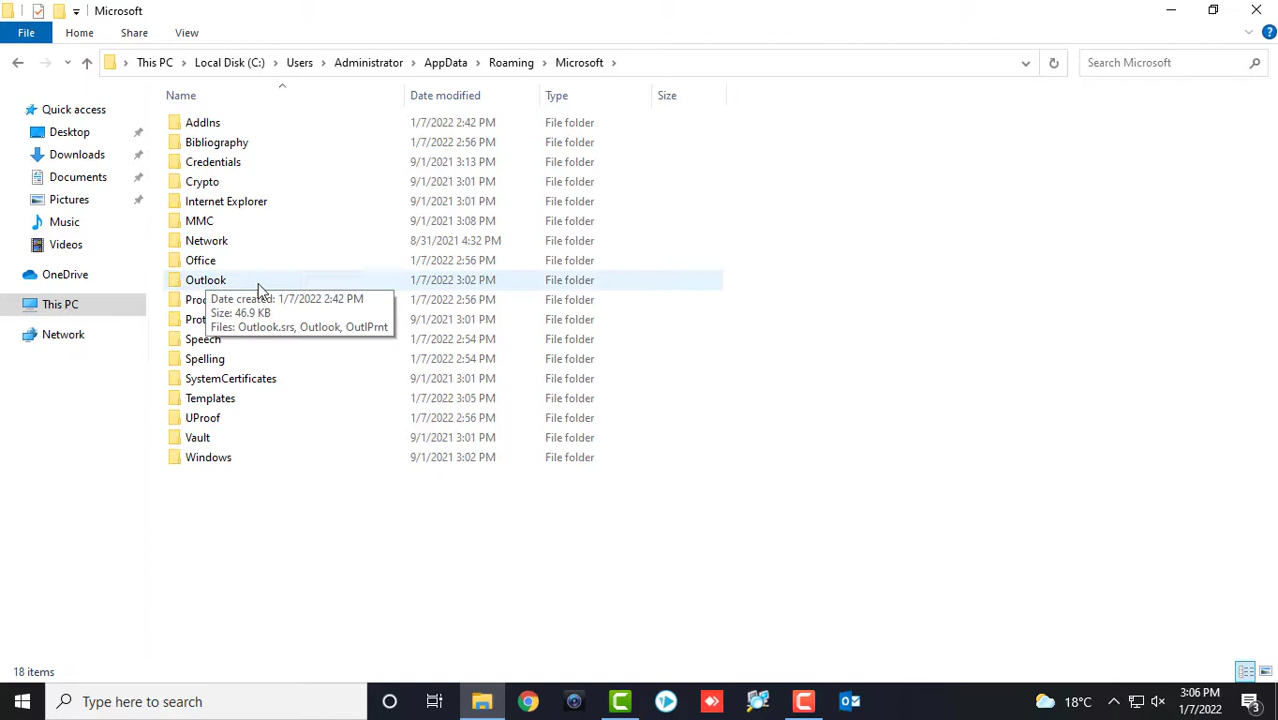 Microsoft
File Home Share View
This PC Local Disk (C:) Users Administrator AppData Roaming Microsoft
Search Microsoft
Name Date modified Type Size
Quick access
Desktop
Downloads
Documents
Pictures
Music
Videos
OneDrive
This PC
Network
AddIns 1/7/2022 2:42 PM File folder
Bibliography 1/7/2022 2:56 PM File folder
Credentials 9/1/2021 3:13 PM File folder
Crypto 9/1/2021 3:01 PM File folder
Internet Explorer 9/1/2021 3:01 PM File folder
MMC 9/1/2021 3:08 PM File folder
Network 8/31/2021 4:32 PM File folder
Office 1/7/2022 2:56 PM File folder
Outlook 1/7/2022 3:02 PM File folder
Proo 1/7/2022 2:56 PM File folder
Prot 9/1/2021 3:01 PM File folder
Speech 1/7/2022 2:54 PM File folder
Spelling 1/7/2022 2:54 PM File folder
SystemCertificates 9/1/2021 3:01 PM File folder
Templates 1/7/2022 3:05 PM File folder
UProof 1/7/2022 2:56 PM File folder
Vault 9/1/2021 3:01 PM File folder
Windows 9/1/2021 3:02 PM File folder
Date created: 1/7/2022 2:42 PM
Size: 46.9 KB
Files: Outlook.srs, Outlook, OutlPrnt
18 items
Type here to search
18°C
3:06 PM
1/7/2022
3